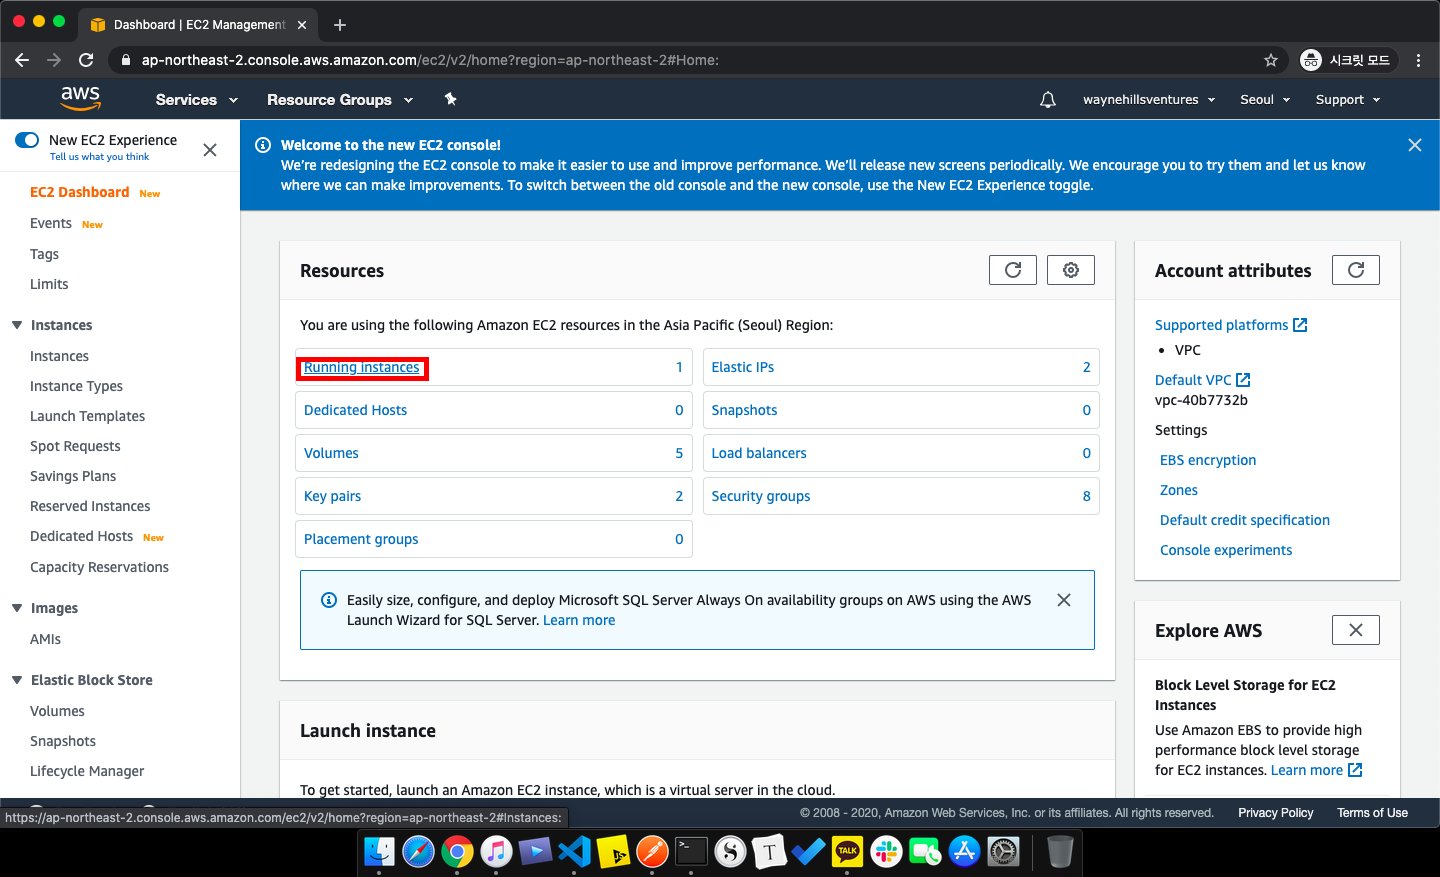 Dashboard | EC2 Management
ap-northeast-2.console.aws.amazon.com/ec2/v2/home?region=ap-northeast-2#Home:
시크릿 모드
aws
Services
Resource Groups
waynehillsventures
Seoul
Support
New EC2 Experience
Tell us what you think
EC2 Dashboard New
Events New
Tags
Limits
Instances
Instances
Instance Types
Launch Templates
Spot Requests
Savings Plans
Reserved Instances
Dedicated Hosts New
Capacity Reservations
Images
AMIs
Elastic Block Store
Volumes
Snapshots
Lifecycle Manager
Welcome to the new EC2 console!
We're redesigning the EC2 console to make it easier to use and improve performance. We'll release new screens periodically. We encourage you to try them and let us know
where we can make improvements. To switch between the old console and the new console, use the New EC2 Experience toggle.
Resources
You are using the following Amazon EC2 resources in the Asia Pacific (Seoul) Region:
Running instances 1
Elastic IPs 2
Dedicated Hosts 0
Snapshots 0
Volumes 5
Load balancers 0
Key pairs 2
Security groups 8
Placement groups 0
Easily size, configure, and deploy Microsoft SQL Server Always On availability groups on AWS using the AWS
Launch Wizard for SQL Server. Learn more
Launch instance
To get started, launch an Amazon EC2 instance, which is a virtual server in the cloud.
Account attributes
Supported platforms
• VPC
Default VPC
vpc-40b7732b
Settings
EBS encryption
Zones
Default credit specification
Console experiments
Explore AWS
Block Level Storage for EC2
Instances
Use Amazon EBS to provide high
performance block level storage
for EC2 instances. Learn more
https://ap-northeast-2.console.aws.amazon.com/ec2/v2/home?region=ap-northeast-2#Instances:
© 2008 - 2020, Amazon Web Services, Inc. or its affiliates. All rights reserved.
Privacy Policy
Terms of Use
TALK